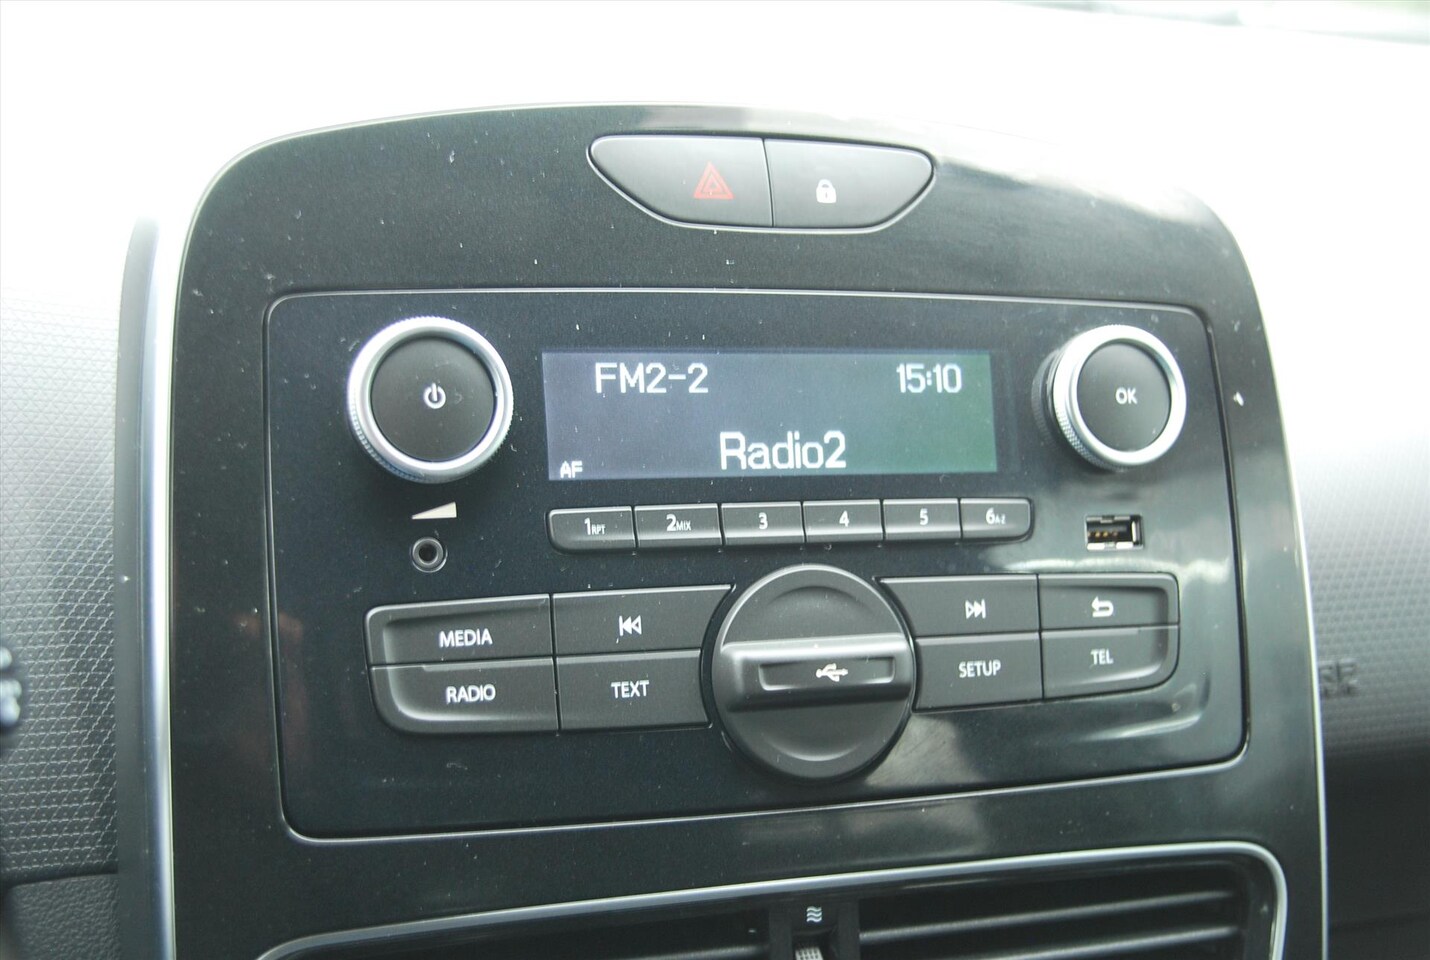 FM2-2 15:10
Radio2
AF
OK
1RPT 2MIX 3 4 5 6A-Z
MEDIA
RADIO TEXT SETUP TEL